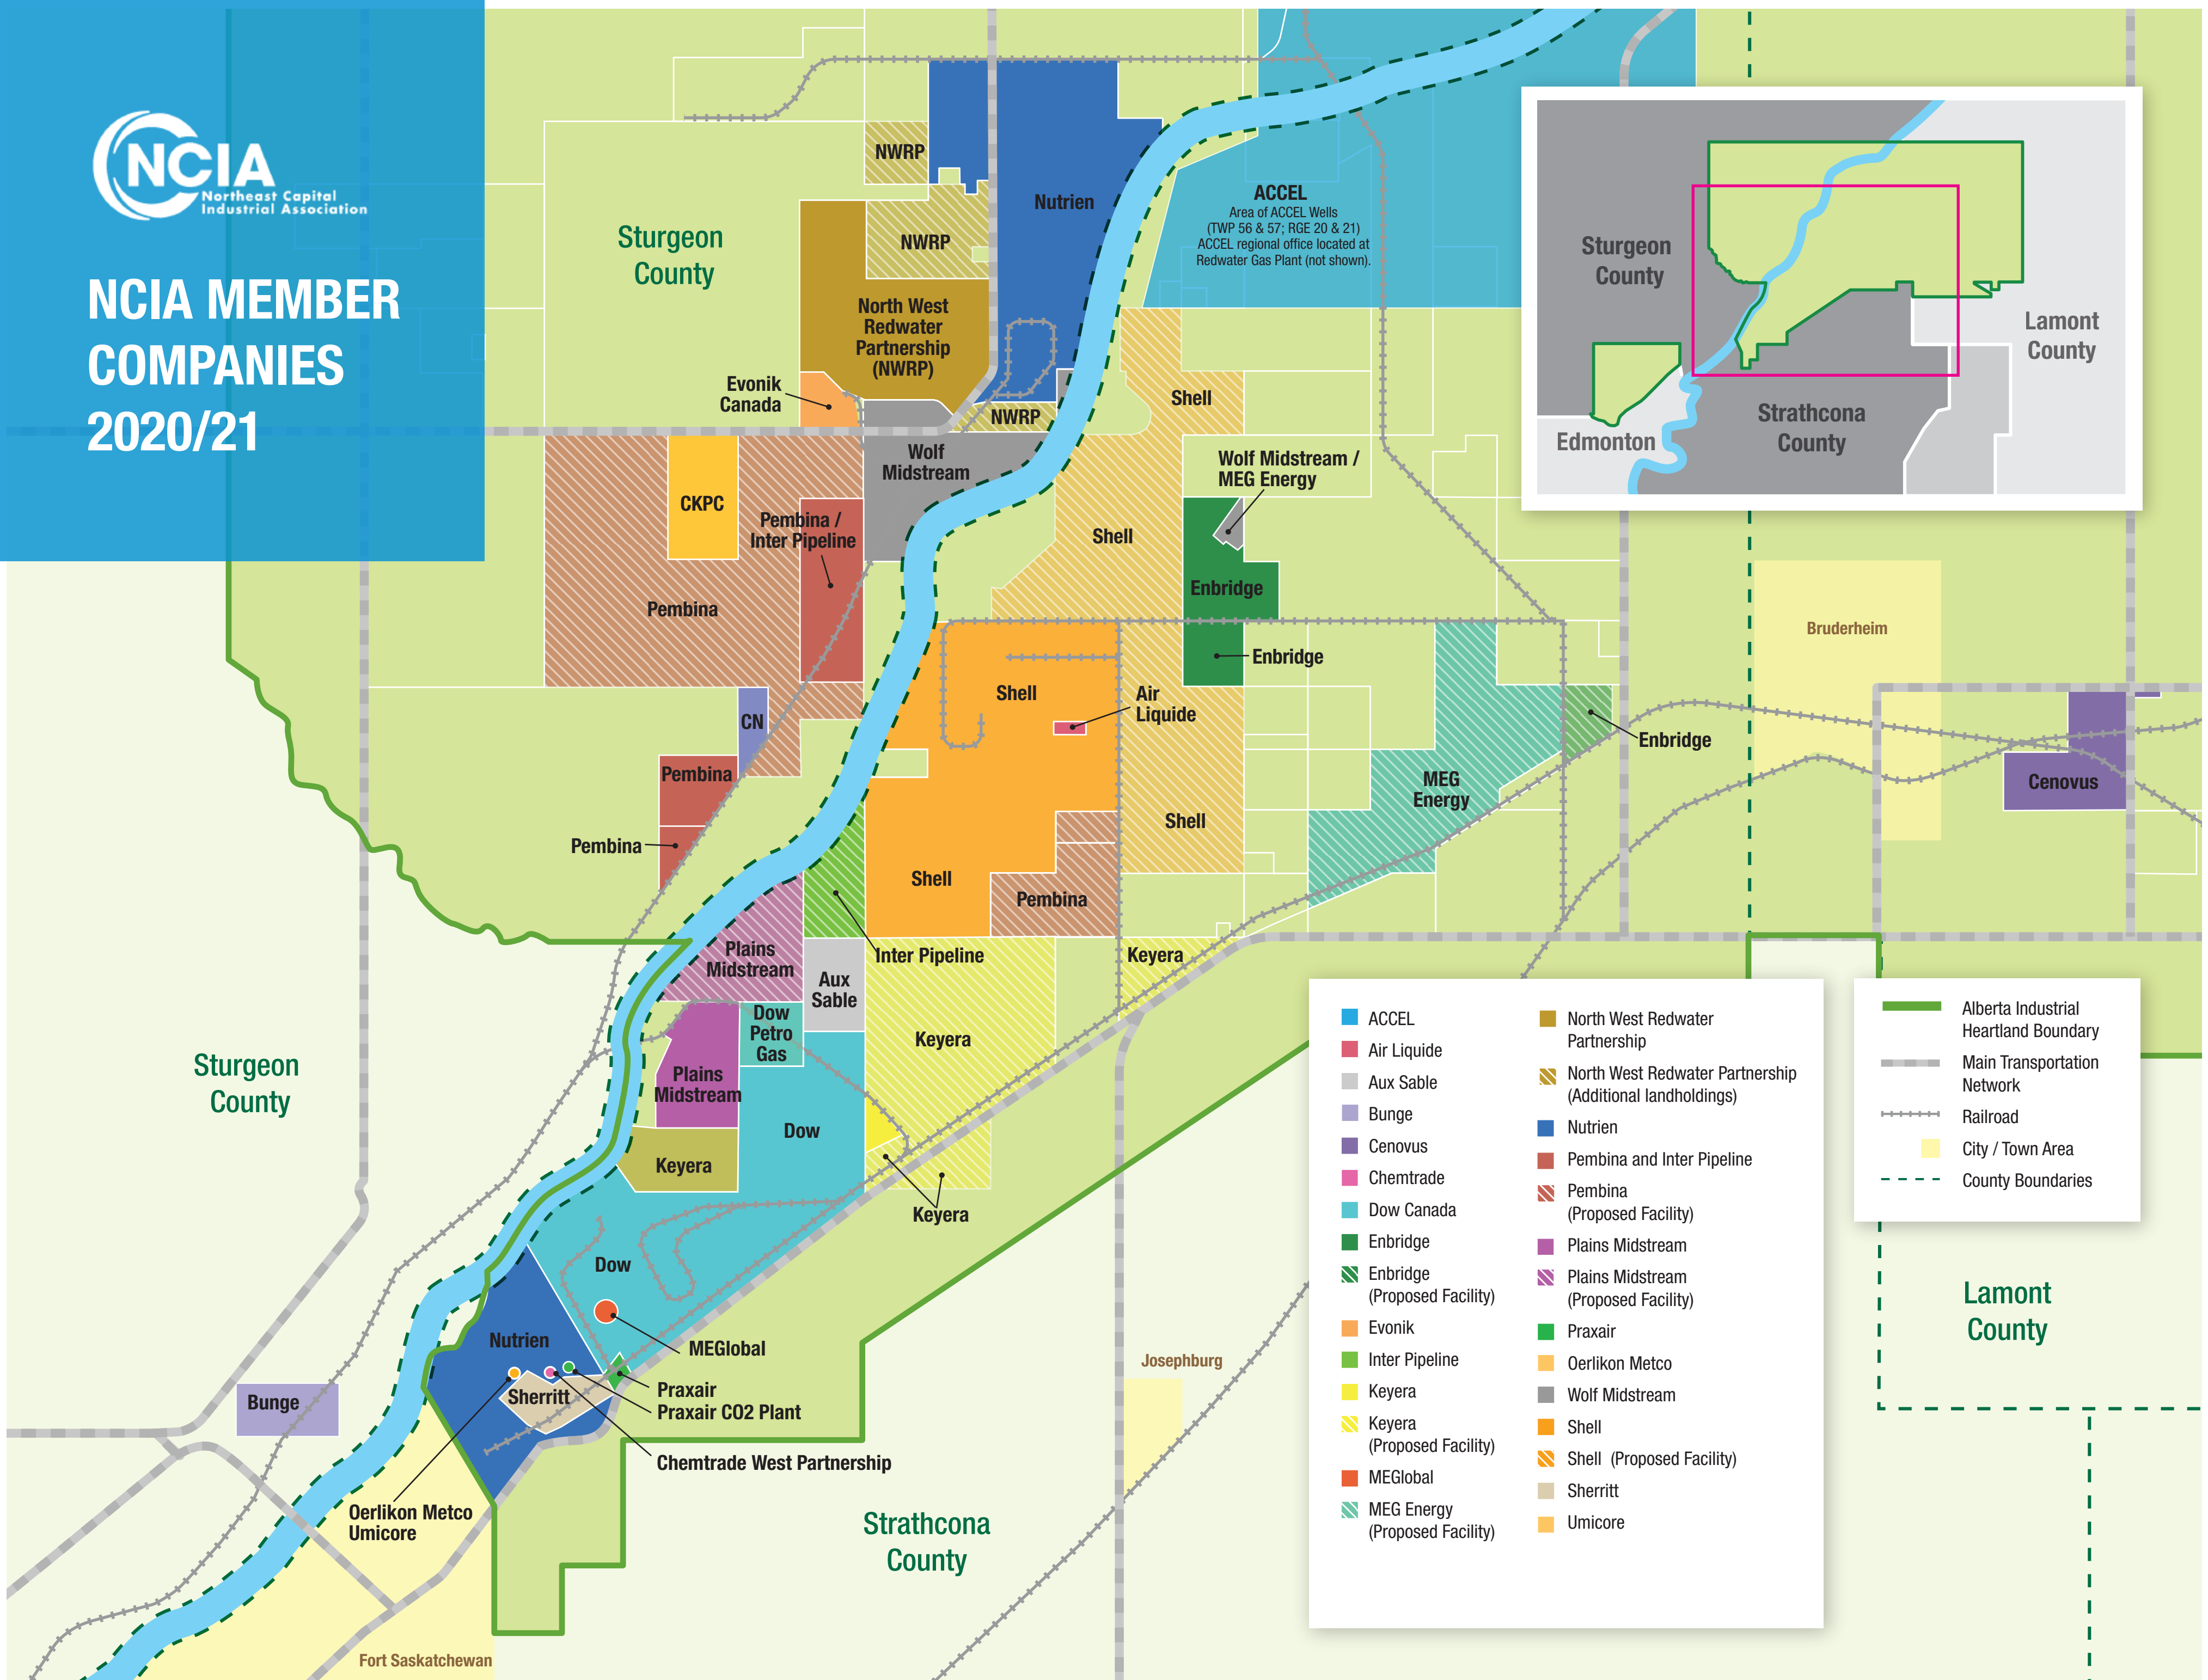 NCIA
Northeast Capital
Industrial Association
NCIA MEMBER
COMPANIES
2020/21
Sturgeon
County
NWRP
NWRP
Nutrien
ACCEL
Area of ACCEL Wells
(TWP 56 & 57; RGE 20 & 21)
ACCEL regional office located at
Redwater Gas Plant (not shown).
North West
Redwater
Partnership
(NWRP)
Evonik
Canada
NWRP
Shell
Wolf
Midstream
Wolf Midstream /
MEG Energy
CKPC
Pembina /
Inter Pipeline
Shell
Enbridge
Pembina
Enbridge
Shell
Air
Liquide
CN
Enbridge
Pembina
MEG
Energy
Shell
Pembina
Shell
Pembina
Bruderheim
Cenovus
Plains
Midstream
Inter Pipeline
Keyera
Aux
Sable
Dow
Petro
Gas
Keyera
Plains
Midstream
Dow
Keyera
Keyera
Dow
Nutrien
MEGlobal
Sherritt
Praxair
Praxair CO2 Plant
Chemtrade West Partnership
Bunge
Oerlikon Metco
Umicore
Sturgeon
County
Josephburg
Strathcona
County
Fort Saskatchewan
Lamont
County
Sturgeon
County
Lamont
County
Strathcona
County
Edmonton
ACCEL
Air Liquide
Aux Sable
Bunge
Cenovus
Chemtrade
Dow Canada
Enbridge
Enbridge
(Proposed Facility)
Evonik
Inter Pipeline
Keyera
Keyera
(Proposed Facility)
MEGlobal
MEG Energy
(Proposed Facility)
North West Redwater
Partnership
North West Redwater Partnership
(Additional landholdings)
Nutrien
Pembina and Inter Pipeline
Pembina
(Proposed Facility)
Plains Midstream
Plains Midstream
(Proposed Facility)
Praxair
Oerlikon Metco
Wolf Midstream
Shell
Shell (Proposed Facility)
Sherritt
Umicore
Alberta Industrial
Heartland Boundary
Main Transportation
Network
Railroad
City / Town Area
County Boundaries